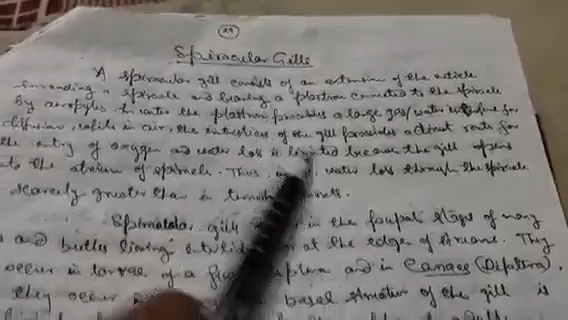 29
Spiracular Gills
A spiracular gill consists of an extension of the cuticle
surrounding a spiracle and bearing a plastron connected to the spiracle
by aeropyles. In water the plastron provides a large gas/water interface for
diffusion, while in air, the interstices of the gill provides a direct route for
the entry of oxygen and water loss is limited because the gill opens
to the atrium of spiracle. Thus, water loss through the spiracle
scarcely greater than in
Spiracular gills in the pupal stages of many
and beetles living at the edges of streams. They
occur in larvae of a and in Canaces (Diptera).
they occur basal structure of the gill is